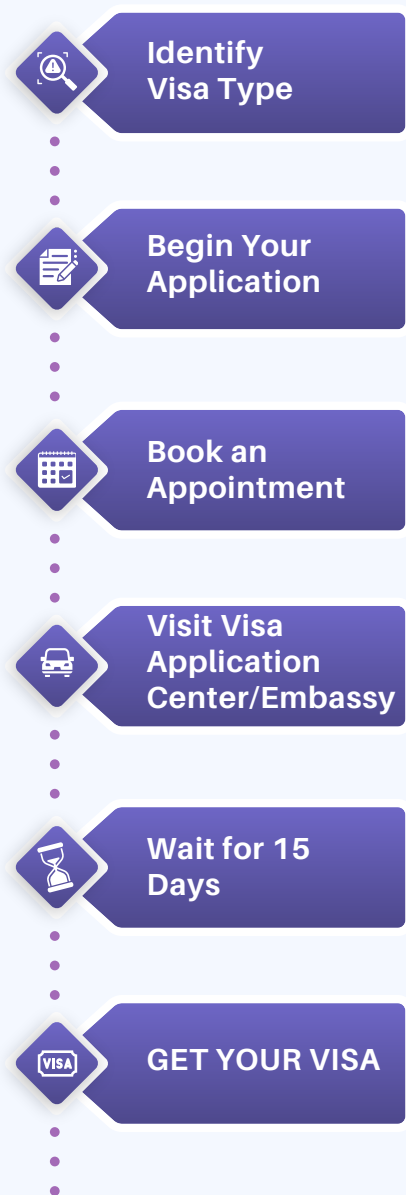 Identify
Visa Type
Begin Your
Application
Book an
Appointment
Visit Visa
Application
Center/Embassy
Wait for 15
Days
VISA
GET YOUR VISA